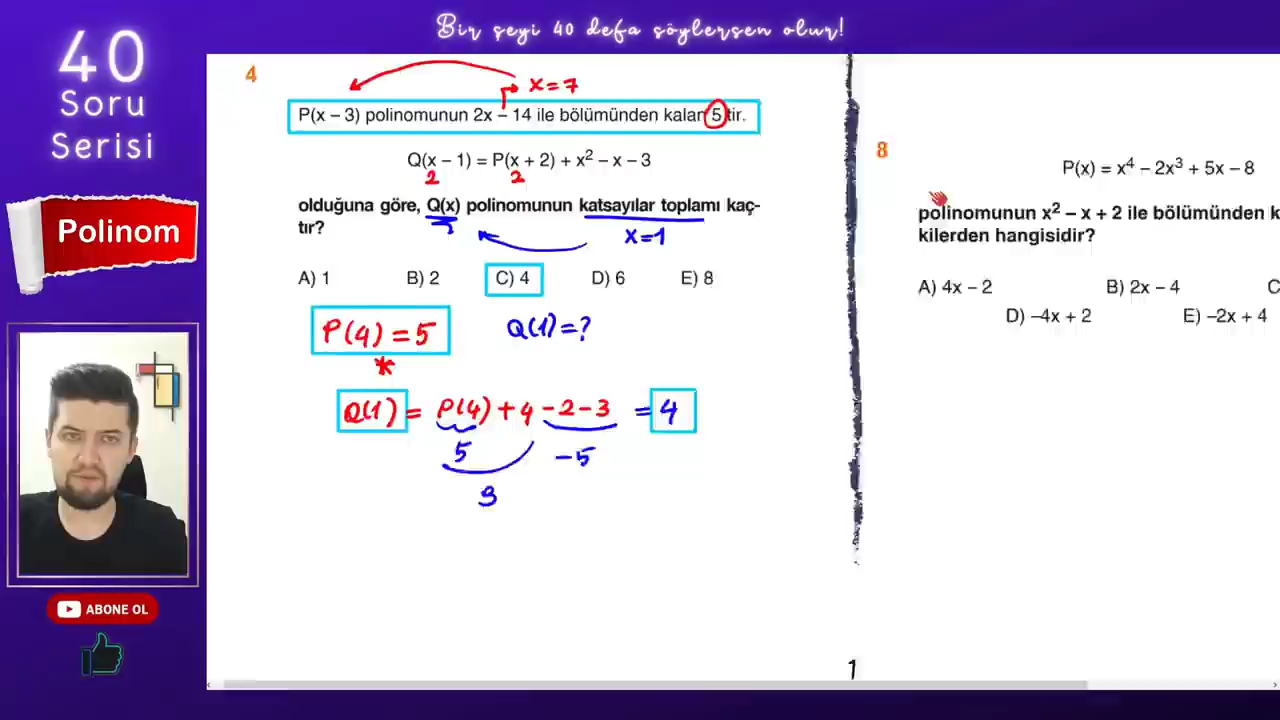 Bir şeyi 40 defa söylersen olur!
40
Soru
Serisi
Polinom
ABONE OL
4
x = 7
P(x – 3) polinomunun 2x – 14 ile bölümünden kalan 5 tir.
Q(x – 1) = P(x + 2) + x² – x – 3
2 2
olduğuna göre, Q(x) polinomunun katsayılar toplamı kaç-
tır?
x=1
A) 1 B) 2 C) 4 D) 6 E) 8
P(4) = 5 Q(1) = ?
*
Q(1) = P(4) + 4 - 2 - 3 = 4
5 -5
9
8
P(x) = x⁴ – 2x³ + 5x – 8
polinomunun x² – x + 2 ile bölümünden k
kilerden hangisidir?
A) 4x – 2 B) 2x – 4 C
D) –4x + 2 E) –2x + 4
1